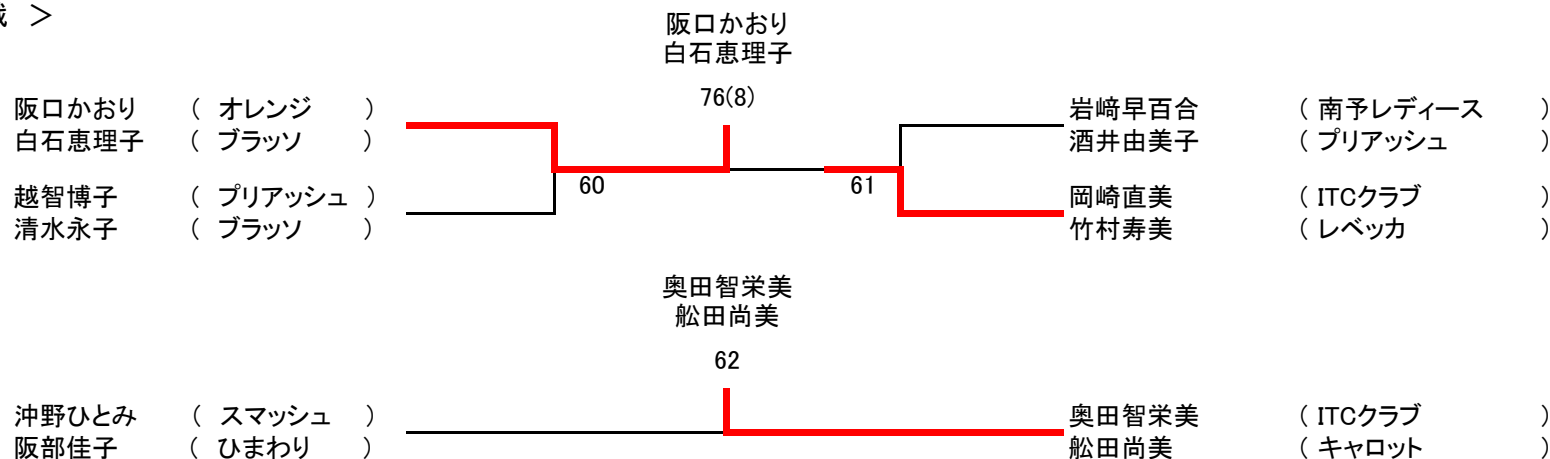 戦 ＞
阪口かおり
白石恵理子
76(8)
阪口かおり （ オレンジ ）
白石恵理子 （ ブラッソ ）
岩﨑早百合 （ 南予レディース ）
酒井由美子 （ プリアッシュ ）
60
61
越智博子 （ プリアッシュ ）
清水永子 （ ブラッソ ）
岡崎直美 （ ITCクラブ ）
竹村寿美 （ レベッカ ）
奥田智栄美
舩田尚美
62
沖野ひとみ （ スマッシュ ）
阪部佳子 （ ひまわり ）
奥田智栄美 （ ITCクラブ ）
舩田尚美 （ キャロット ）